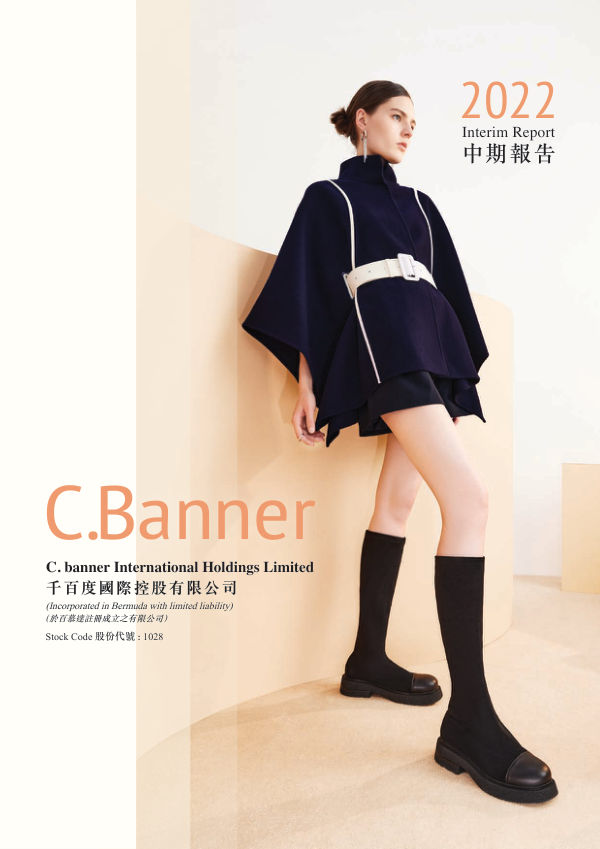 2022
Interim Report
中期報告
C.Banner
C. banner International Holdings Limited
千百度國際控股有限公司
(Incorporated in Bermuda with limited liability)
(於百慕達註冊成立之有限公司)
Stock Code 股份代號 : 1028